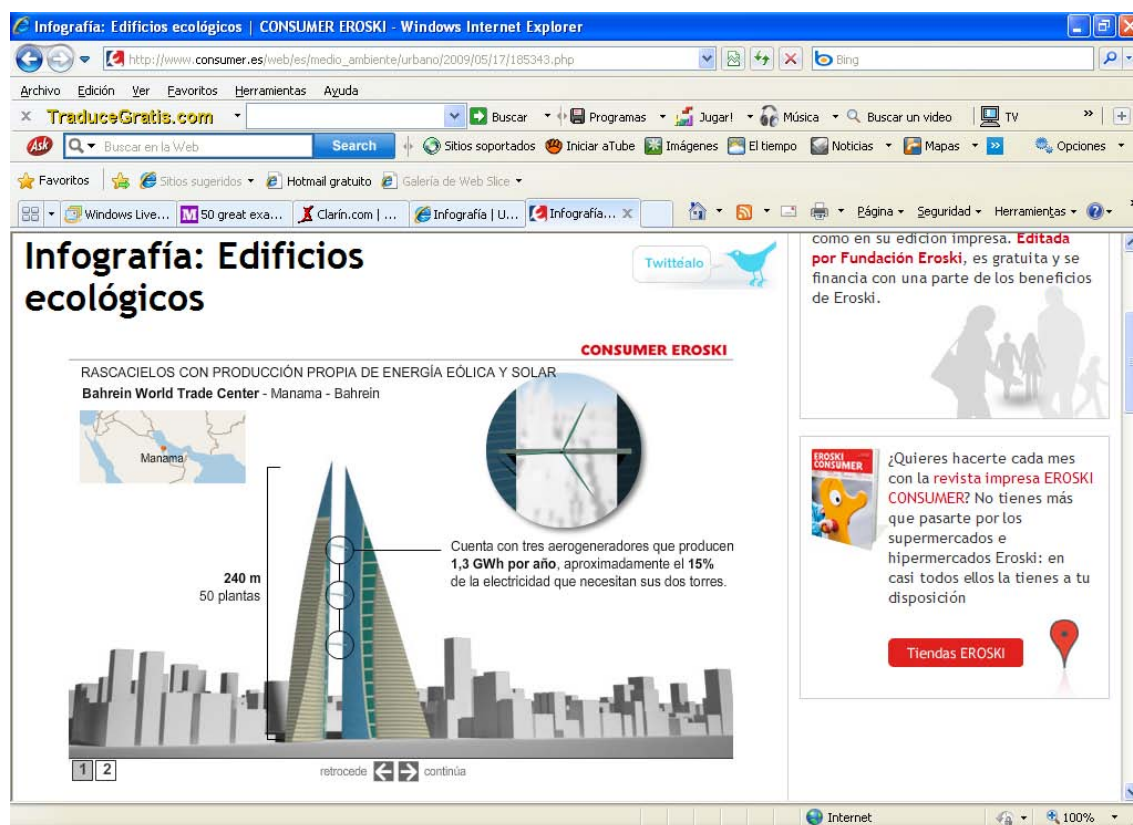 Infografía: Edificios ecológicos | CONSUMER EROSKI - Windows Internet Explorer
http://www.consumer.es/web/es/medio_ambiente/urbano/2009/05/17/185343.php
Bing
Archivo Edición Ver Favoritos Herramientas Ayuda
TraduceGratis.com Buscar Programas Jugar! Música Buscar un video TV »
Ask Buscar en la Web Search Sitios soportados Iniciar aTube Imágenes El tiempo Noticias Mapas » Opciones
Favoritos Sitios sugeridos Hotmail gratuito Galería de Web Slice
Windows Live... M 50 great exa... Clarín.com | ... Infografía | U... Infografía... Página Seguridad Herramientas
Infografía: Edificios
ecológicos
Twittéalo
CONSUMER EROSKI
RASCACIELOS CON PRODUCCIÓN PROPIA DE ENERGÍA EÓLICA Y SOLAR
Bahrein World Trade Center - Manama - Bahrein
Manama
Cuenta con tres aerogeneradores que producen
1,3 GWh por año, aproximadamente el 15%
de la electricidad que necesitan sus dos torres.
240 m
50 plantas
1 2
retrocede continúa
como en su edición impresa. Editada
por Fundación Eroski, es gratuita y se
financia con una parte de los beneficios
de Eroski.
EROSKI
CONSUMER
¿Quieres hacerte cada mes
con la revista impresa EROSKI
CONSUMER? No tienes más
que pasarte por los
supermercados e
hipermercados Eroski: en
casi todos ellos la tienes a tu
disposición
Tiendas EROSKI
Internet 100%